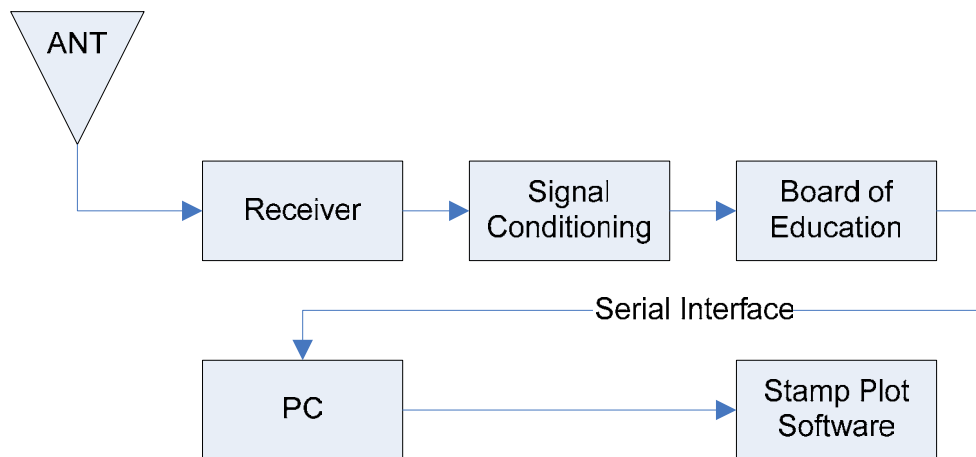 ANT
Receiver
Signal
Conditioning
Board of
Education
Serial Interface
PC
Stamp Plot
Software